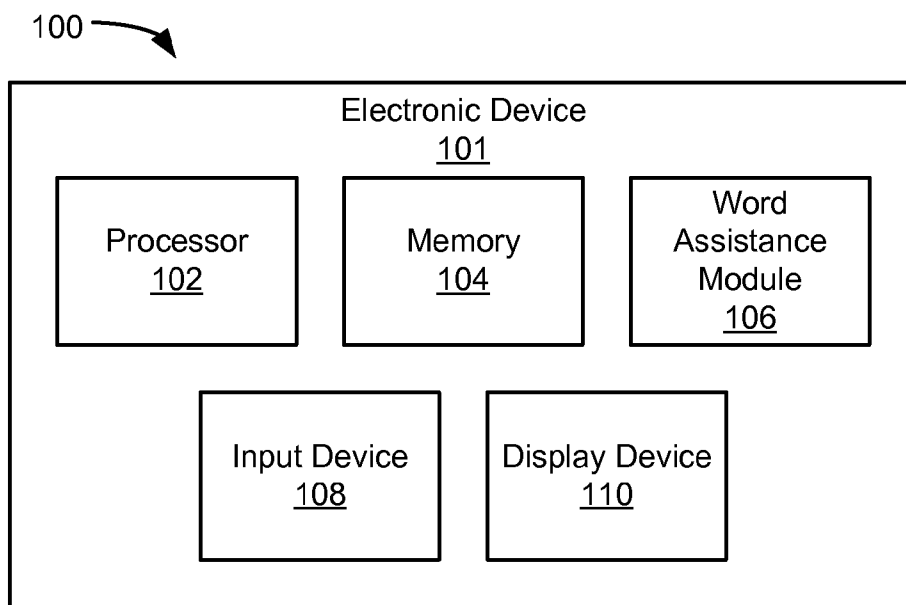 100
Electronic Device
101
Processor
102
Memory
104
Word
Assistance
Module
106
Input Device
108
Display Device
110